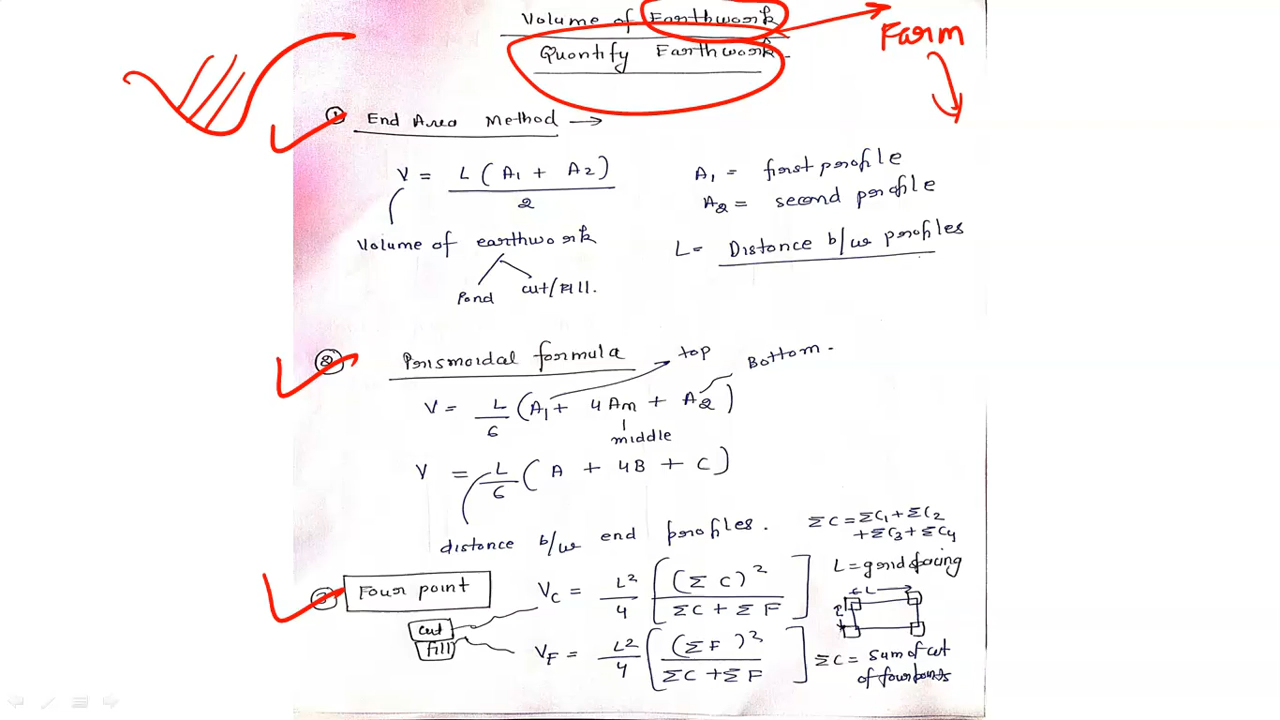 Volume of Earthwork
Quantify Earthwork.
Farm
① End Area Method →
V = L ( A1 + A2 ) / 2
A1 = first profile
A2 = second profile
Volume of earthwork
L = Distance b/w profiles
Pond cut/Fill.
② Prismoidal formula
top
Bottom.
V = L/6 ( A1 + 4 Am + A2 )
middle
V = L/6 ( A + 4B + C )
distance b/w end profiles.
ΣC = ΣC1 + ΣC2
+ ΣC3 + ΣC4
L = grid spacing
③ Four point
VC = L²/4 [ (ΣC)² / ΣC + ΣF ]
L
cut
fill
VF = L²/4 [ (ΣF)² / ΣC + ΣF ]
ΣC = sum of cut
of four points